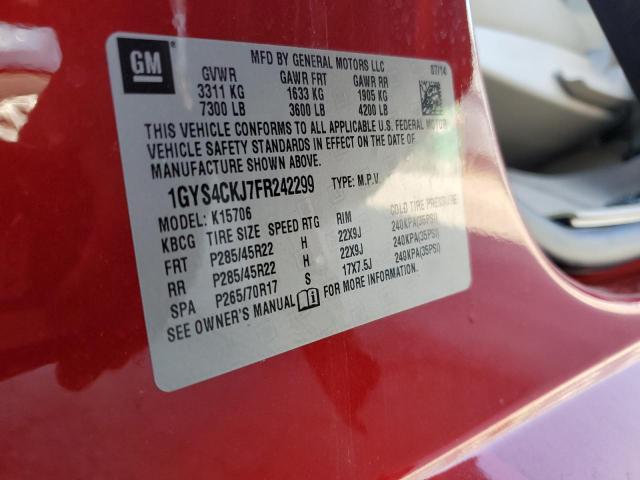 GM
MFD BY GENERAL MOTORS LLC 07/14
GVWR GAWR FRT GAWR RR
3311 KG 1633 KG 1905 KG
7300 LB 3600 LB 4200 LB
THIS VEHICLE CONFORMS TO ALL APPLICABLE U.S. FEDERAL MOTOR
VEHICLE SAFETY STANDARDS IN EFFECT ON THE DATE OF
MANUFACTURE SHOWN ABOVE.
1GYS4CKJ7FR242299 TYPE: M.P.V.
MODEL: K15706
KBCG TIRE SIZE SPEED RTG RIM COLD TIRE PRESSURE
FRT P285/45R22 H 22X9J 240KPA(35PSI)
RR P285/45R22 H 22X9J 240KPA(35PSI)
SPA P265/70R17 S 17X7.5J 240KPA(35PSI)
SEE OWNER'S MANUAL FOR MORE INFORMATION